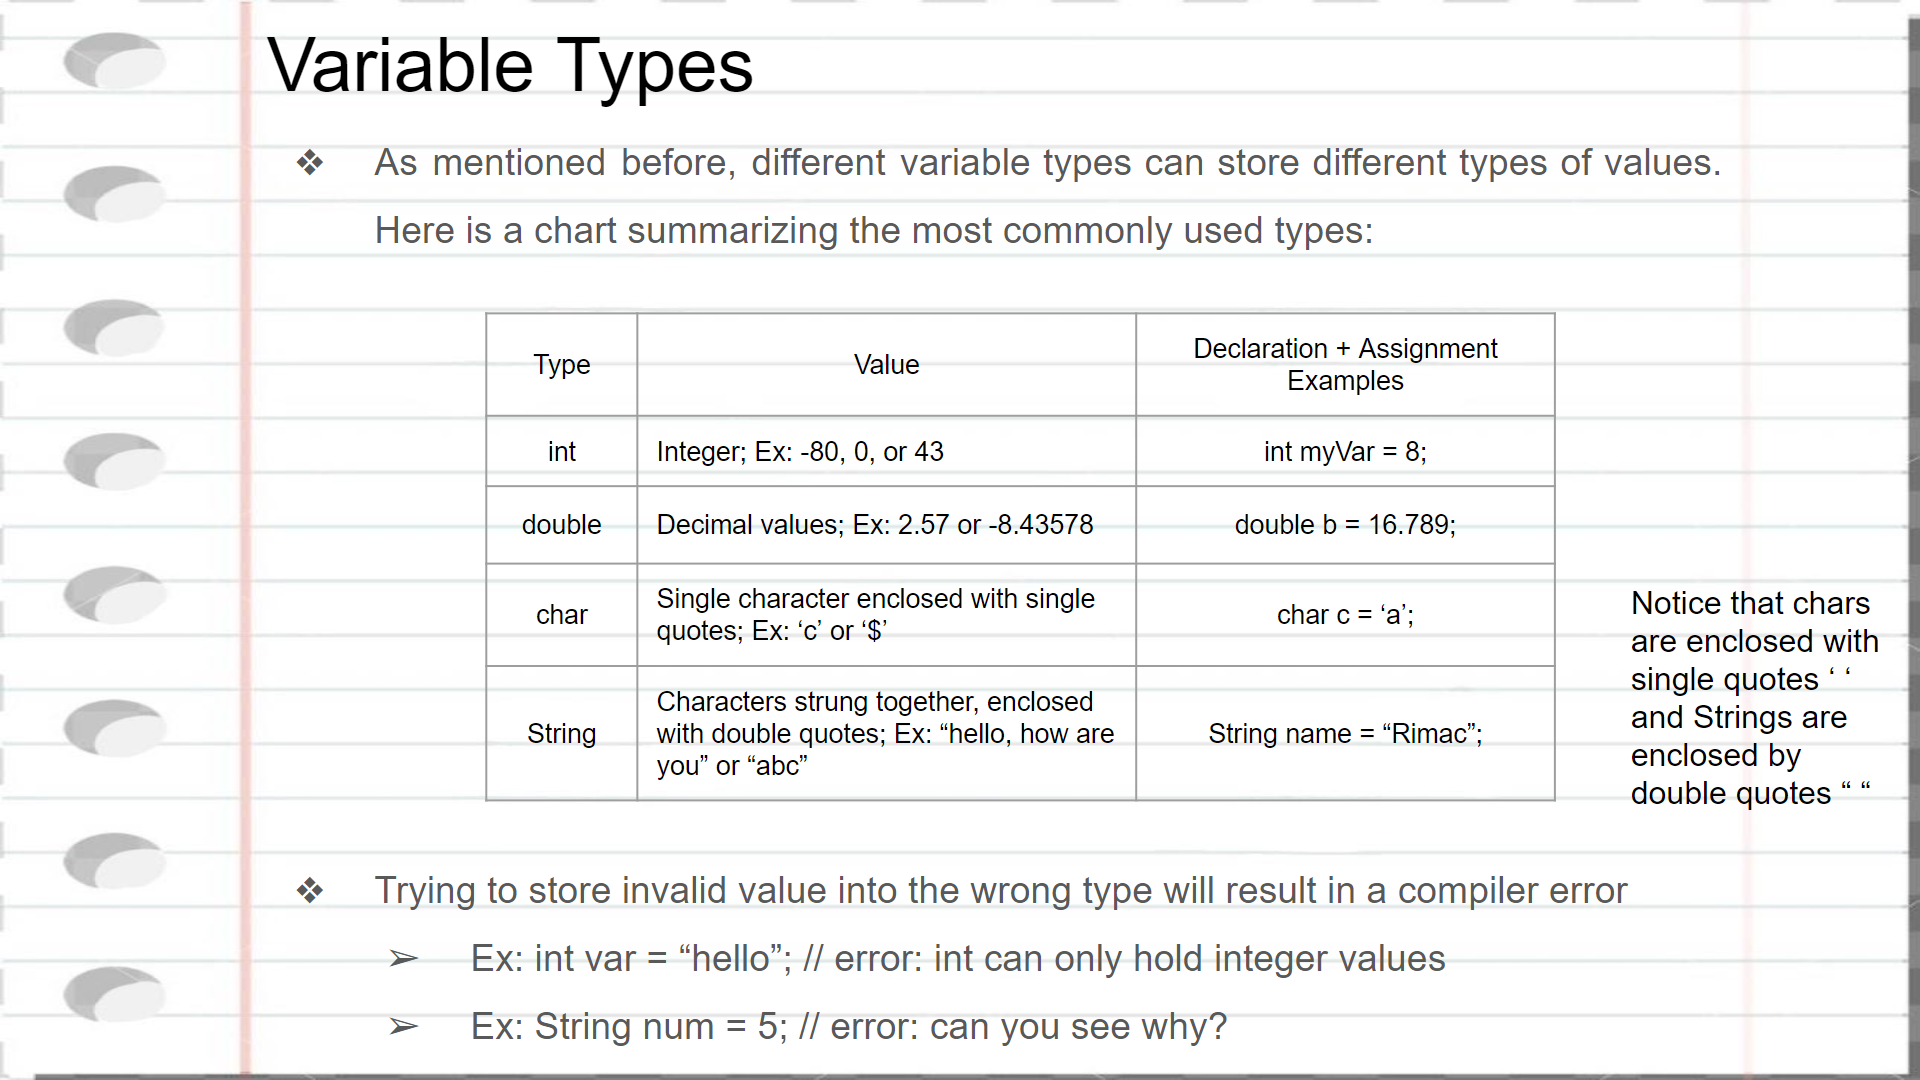 Variable Types
❖ As mentioned before, different variable types can store different types of values.
Here is a chart summarizing the most commonly used types:
Type
Value
Declaration + Assignment
Examples
int
Integer; Ex: -80, 0, or 43
int myVar = 8;
double
Decimal values; Ex: 2.57 or -8.43578
double b = 16.789;
char
Single character enclosed with single
quotes; Ex: ‘c’ or ‘$’
char c = ‘a’;
String
Characters strung together, enclosed
with double quotes; Ex: “hello, how are
you” or “abc”
String name = “Rimac”;
Notice that chars
are enclosed with
single quotes ‘ ‘
and Strings are
enclosed by
double quotes “ “
❖ Trying to store invalid value into the wrong type will result in a compiler error
➢ Ex: int var = “hello”; // error: int can only hold integer values
➢ Ex: String num = 5; // error: can you see why?